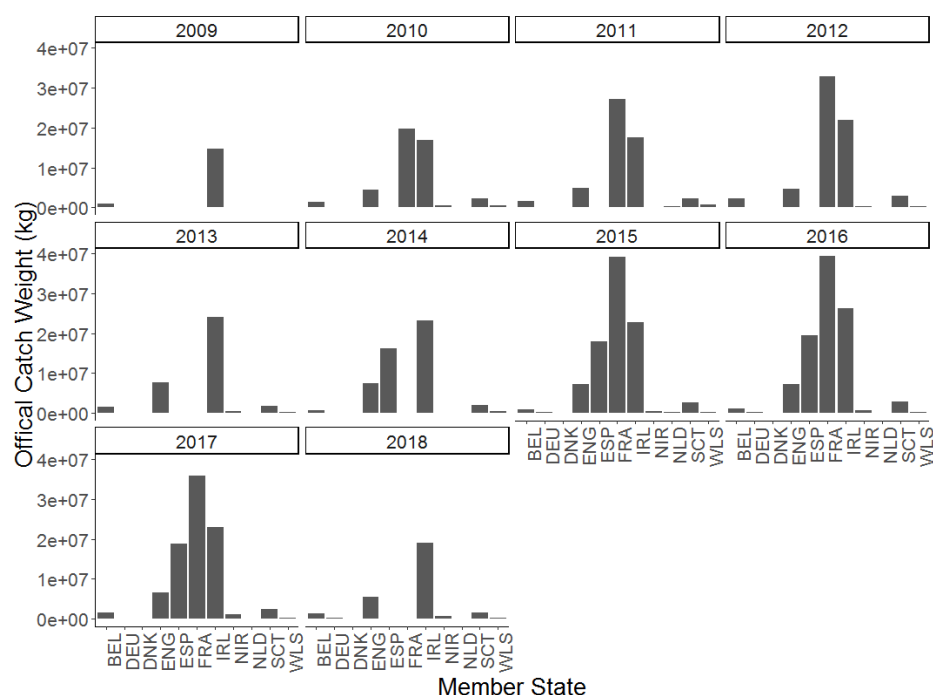 2009 2010 2011 2012
4e+07
3e+07
2e+07
1e+07
0e+00
2013 2014 2015 2016
4e+07
3e+07
2e+07
1e+07
0e+00
BEL DEU DNK ENG ESP FRA IRL NIR NLD SCT WLS BEL DEU DNK ENG ESP FRA IRL NIR NLD SCT WLS
2017 2018
4e+07
3e+07
2e+07
1e+07
0e+00
BEL DEU DNK ENG ESP FRA IRL NIR NLD SCT WLS BEL DEU DNK ENG ESP FRA IRL NIR NLD SCT WLS
Offical Catch Weight (kg)
Member State